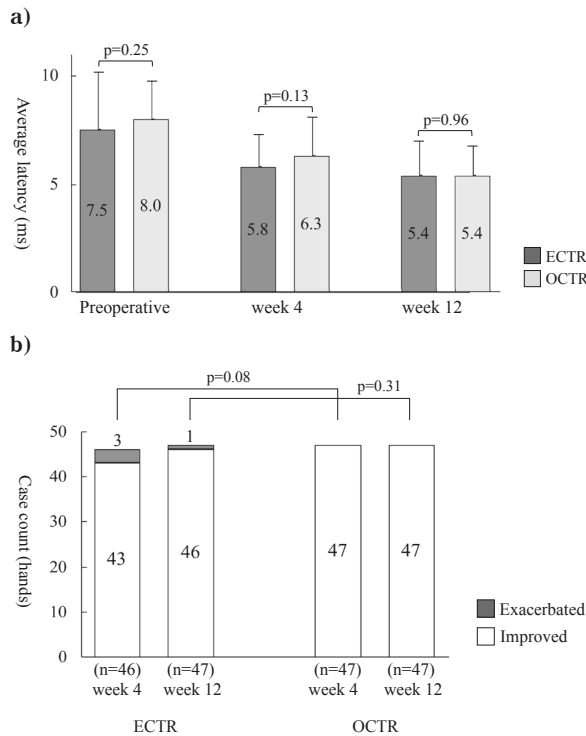 a)
p=0.25
p=0.13
p=0.96
Average latency (ms)
10
5
0
7.5
8.0
5.8
6.3
5.4
5.4
ECTR
OCTR
Preoperative
week 4
week 12
b)
p=0.08
p=0.31
Case count (hands)
50
40
30
20
10
0
3
1
43
46
47
47
Exacerbated
Improved
(n=46) (n=47) (n=47) (n=47)
week 4 week 12 week 4 week 12
ECTR OCTR